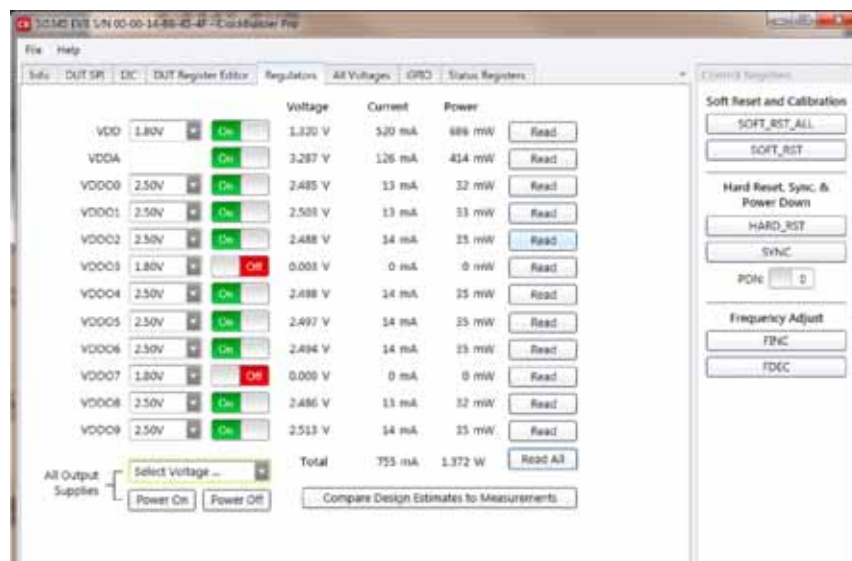 File Help
Info DUT SPI I2C DUT Register Editor Regulators All Voltages GPIO Status Registers
Control Registers
Voltage Current Power
VDD 1.80V On 520 mA 686 mW Read
VDDA On 3.287 V 126 mA 414 mW Read
VDDO0 2.50V On 2.485 V 13 mA 32 mW Read
VDDO1 2.50V On 2.503 V 13 mA 33 mW Read
VDDO2 2.50V On 2.488 V 14 mA 35 mW Read
VDDO3 1.80V Off 0.003 V 0 mA 0 mW Read
VDDO4 2.50V On 2.488 V 14 mA 35 mW Read
VDDO5 2.50V On 2.497 V 14 mA 35 mW Read
VDDO6 2.50V On 2.494 V 14 mA 35 mW Read
VDDO7 1.80V Off 0.000 V 0 mA 0 mW Read
VDDO8 2.50V On 2.486 V 13 mA 32 mW Read
VDDO9 2.50V On 2.513 V 14 mA 35 mW Read
Total 755 mA 1.372 W Read All
All Output Supplies
Select Voltage ...
Power On Power Off
Compare Design Estimates to Measurements
Soft Reset and Calibration
SOFT_RST_ALL
SOFT_RST
Hard Reset, Sync, &
Power Down
HARD_RST
SYNC
PDN: 0
Frequency Adjust
FINC
FDEC